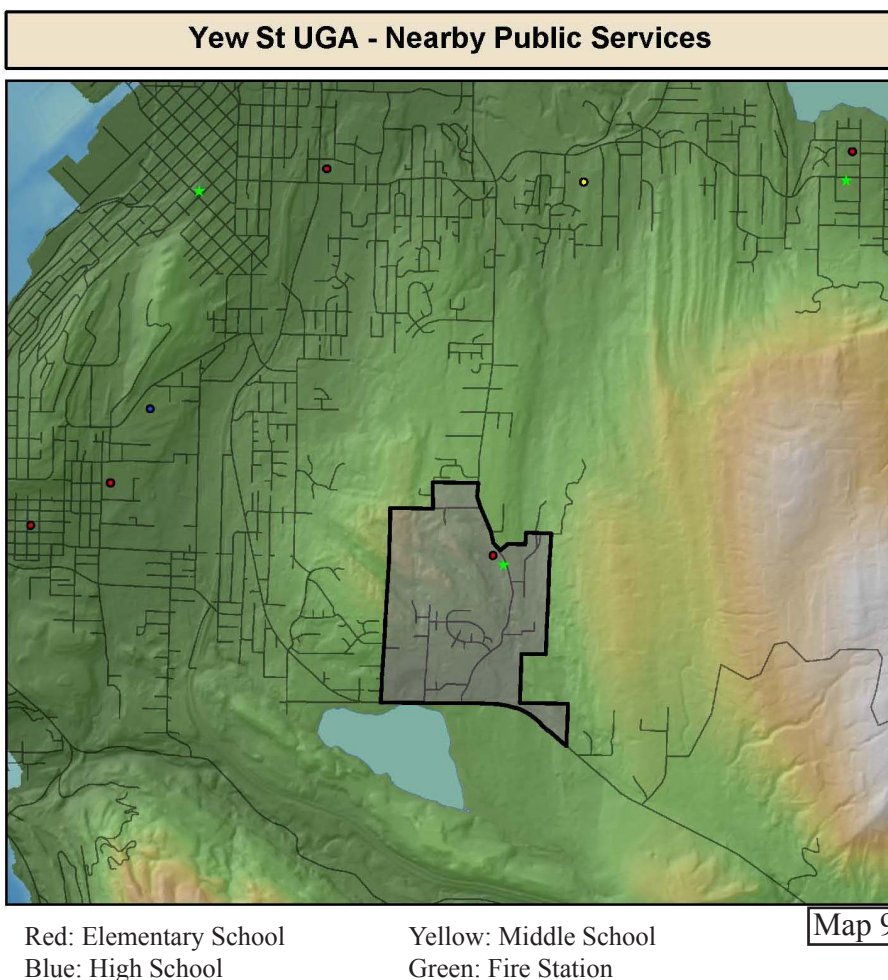 Yew St UGA - Nearby Public Services
Red: Elementary School
Yellow: Middle School
Map 9
Blue: High School
Green: Fire Station